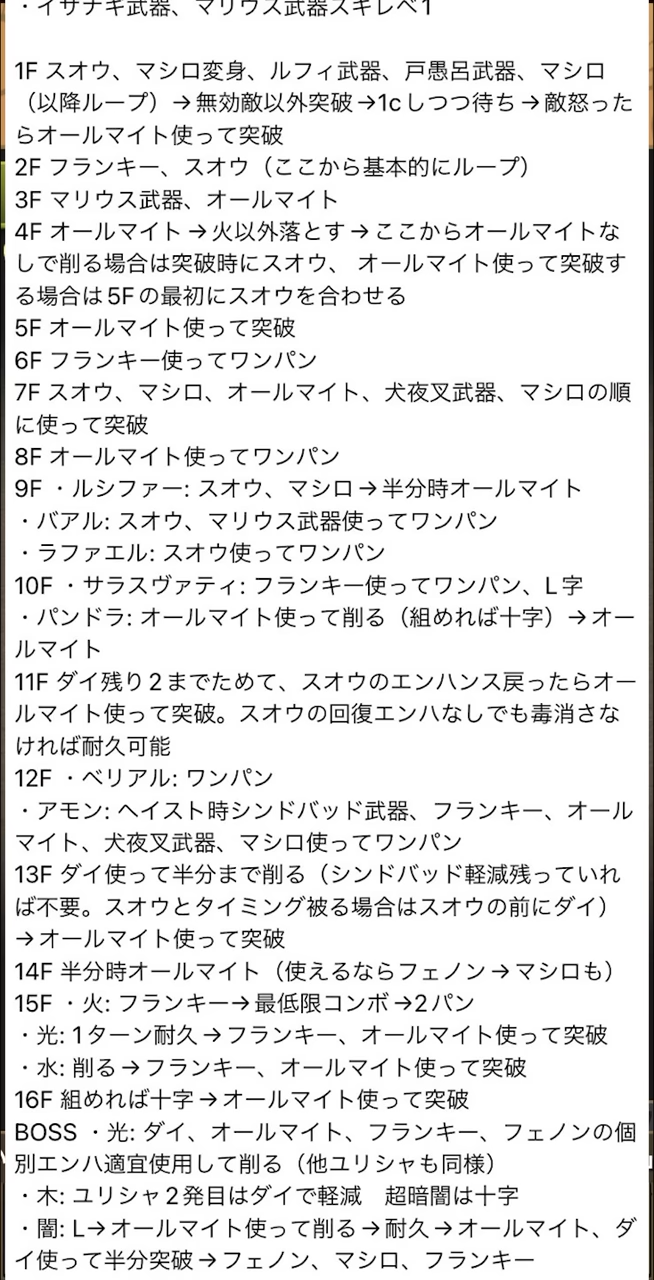 ・イザナギ武器、マリウス武器スキレベ1
1F スオウ、マシロ変身、ルフィ武器、戸愚呂武器、マシロ
（以降ループ）→無効敵以外突破→1cしつつ待ち→敵怒った
らオールマイト使って突破
2F フランキー、スオウ（ここから基本的にループ）
3F マリウス武器、オールマイト
4F オールマイト→火以外落とす→ここからオールマイトな
しで削る場合は突破時にスオウ、 オールマイト使って突破す
る場合は5Fの最初にスオウを合わせる
5F オールマイト使って突破
6F フランキー使ってワンパン
7F スオウ、マシロ、オールマイト、犬夜叉武器、マシロの順
に使って突破
8F オールマイト使ってワンパン
9F ・ルシファー: スオウ、マシロ→半分時オールマイト
・バアル: スオウ、マリウス武器使ってワンパン
・ラファエル: スオウ使ってワンパン
10F ・サラスヴァティ: フランキー使ってワンパン、L字
・パンドラ: オールマイト使って削る（組めれば十字）→オー
ルマイト
11F ダイ残り2までためて、スオウのエンハンス戻ったらオー
ルマイト使って突破。スオウの回復エンハなしでも毒消さな
ければ耐久可能
12F ・ベリアル: ワンパン
・アモン: ヘイスト時シンドバッド武器、フランキー、オール
マイト、犬夜叉武器、マシロ使ってワンパン
13F ダイ使って半分まで削る（シンドバッド軽減残っていれ
ば不要。スオウとタイミング被る場合はスオウの前にダイ）
→オールマイト使って突破
14F 半分時オールマイト（使えるならフェノン→マシロも）
15F ・火: フランキー→最低限コンボ→2パン
・光: 1ターン耐久→フランキー、オールマイト使って突破
・水: 削る→フランキー、オールマイト使って突破
16F 組めれば十字→オールマイト使って突破
BOSS ・光: ダイ、オールマイト、フランキー、フェノンの個
別エンハ適宜使用して削る（他ユリシャも同様）
・木: ユリシャ2発目はダイで軽減　超暗闇は十字
・闇: L→オールマイト使って削る→耐久→オールマイト、ダ
イ使って半分突破→フェノン、マシロ、フランキー